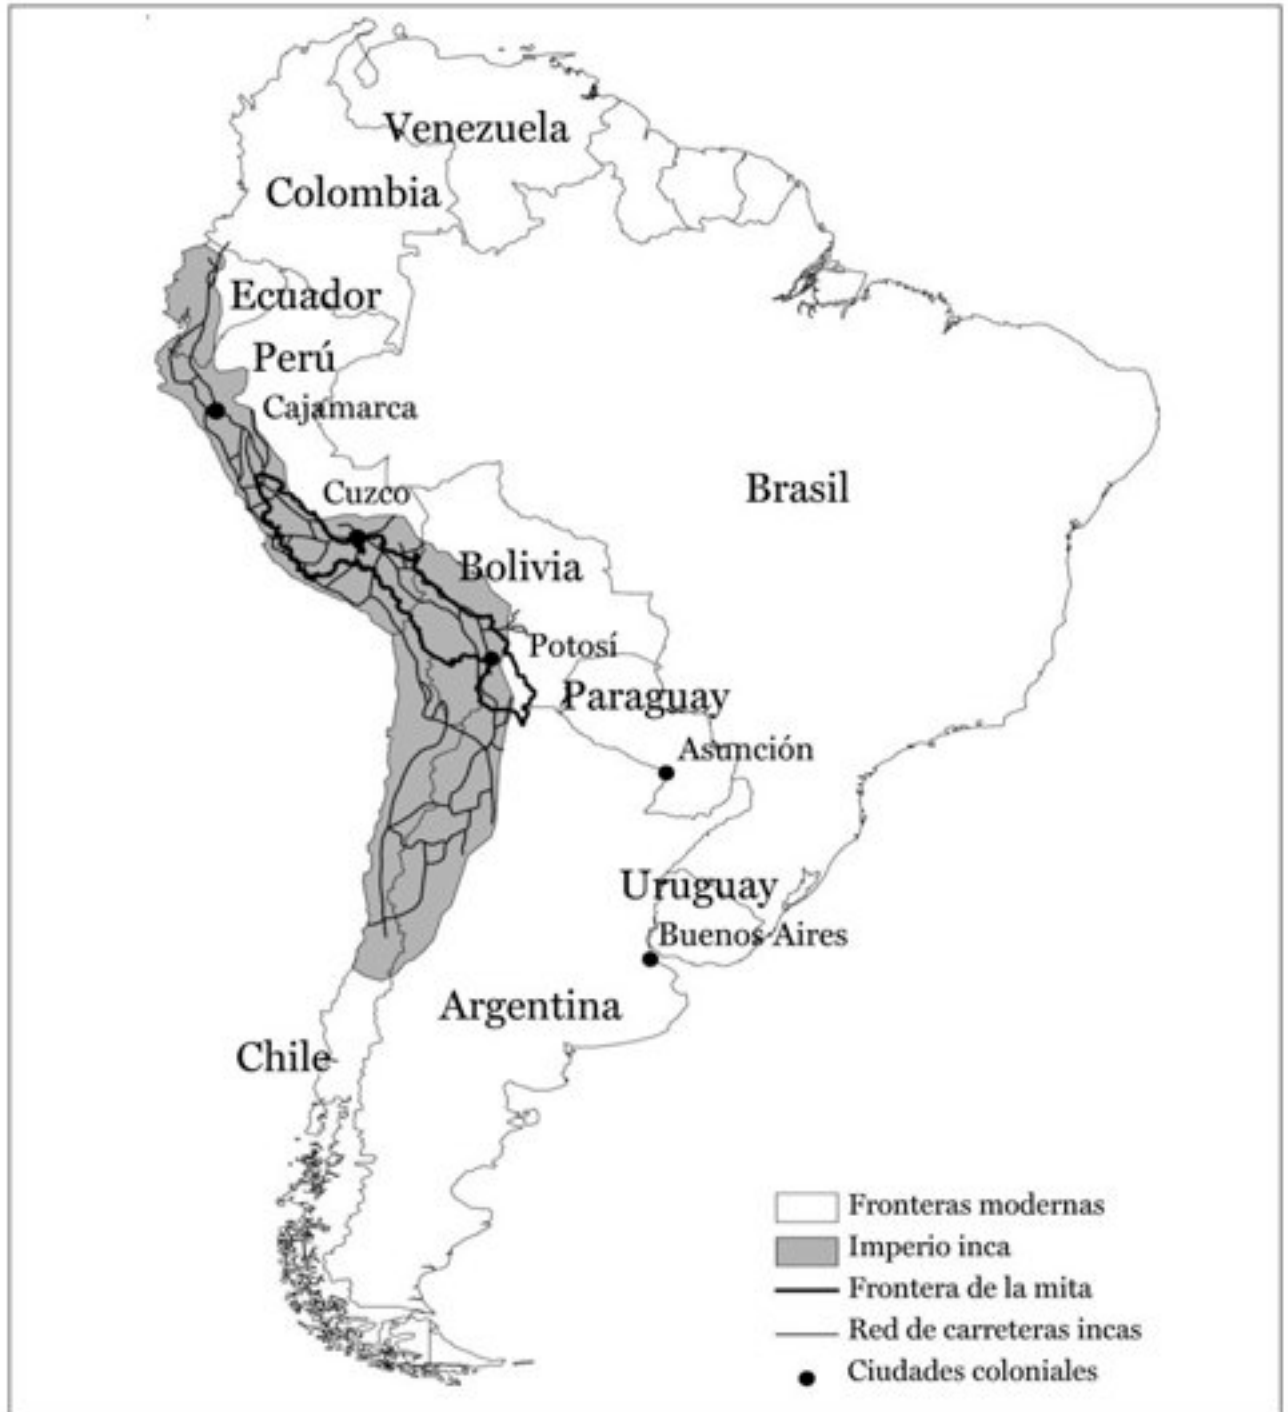 Venezuela
Colombia
Ecuador
Perú
Cajamarca
Cuzco
Brasil
Bolivia
Potosí
Paraguay
Asunción
Uruguay
Buenos Aires
Argentina
Chile
Fronteras modernas
Imperio inca
Frontera de la mita
Red de carreteras incas
Ciudades coloniales